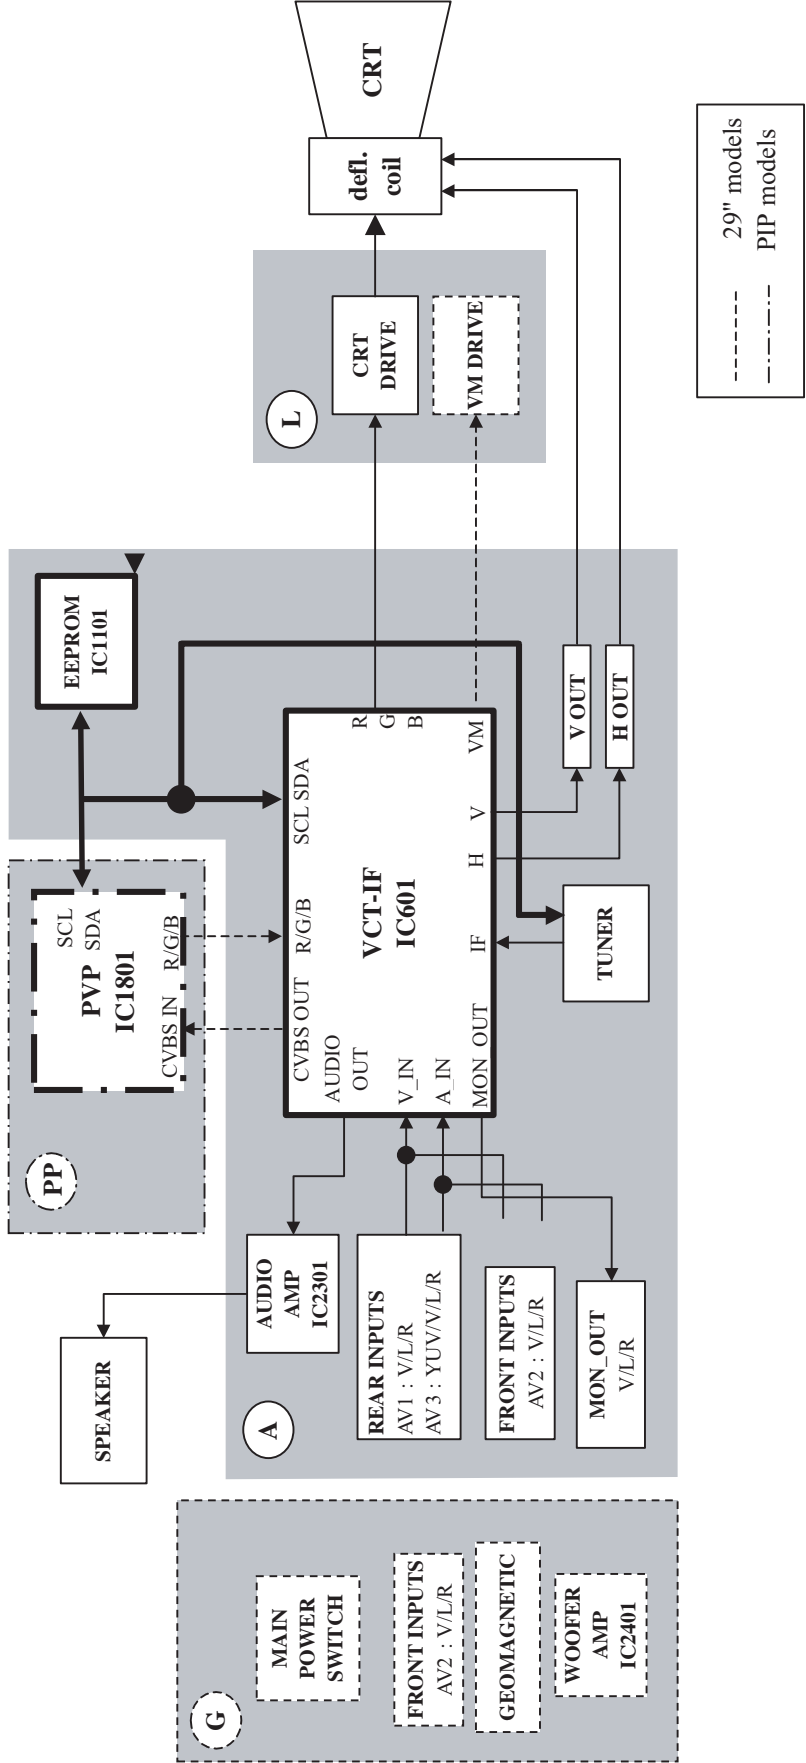 G
MAIN
POWER
SWITCH
FRONT INPUTS
AV2 : V/L/R
GEOMAGNETIC
WOOFER
AMP
IC2401
SPEAKER
A
AUDIO
AMP
IC2301
REAR INPUTS
AV1 : V/L/R
AV3 : YUV/V/L/R
FRONT INPUTS
AV2 : V/L/R
MON_OUT
V/L/R
PP
PVP
IC1801
SCL
SDA
CVBS IN
R/G/B
EEPROM
IC1101
VCT-IF
IC601
CVBS OUT
R/G/B
SCL SDA
AUDIO
OUT
V_IN
A_IN
MON_OUT
IF
H
V
VM
R
G
B
TUNER
V OUT
H OUT
L
CRT
DRIVE
VM DRIVE
defl.
coil
CRT
29" models
PIP models